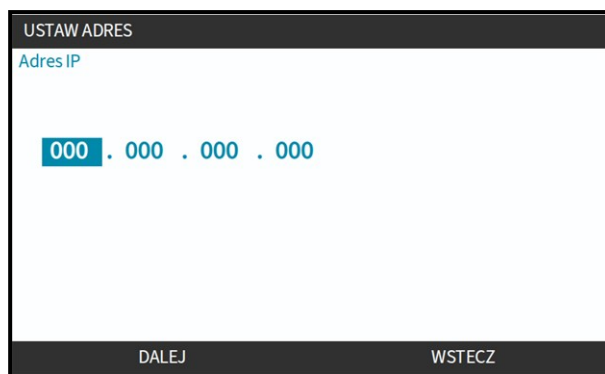 USTAW ADRES
Adres IP
000 . 000 . 000 . 000
DALEJ WSTECZ